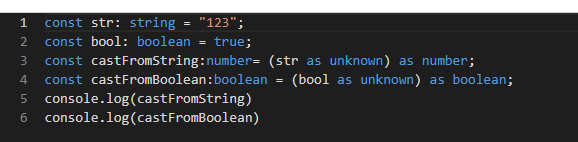 1 const str: string = "123";
2 const bool: boolean = true;
3 const castFromString:number= (str as unknown) as number;
4 const castFromBoolean:boolean = (bool as unknown) as boolean;
5 console.log(castFromString)
6 console.log(castFromBoolean)